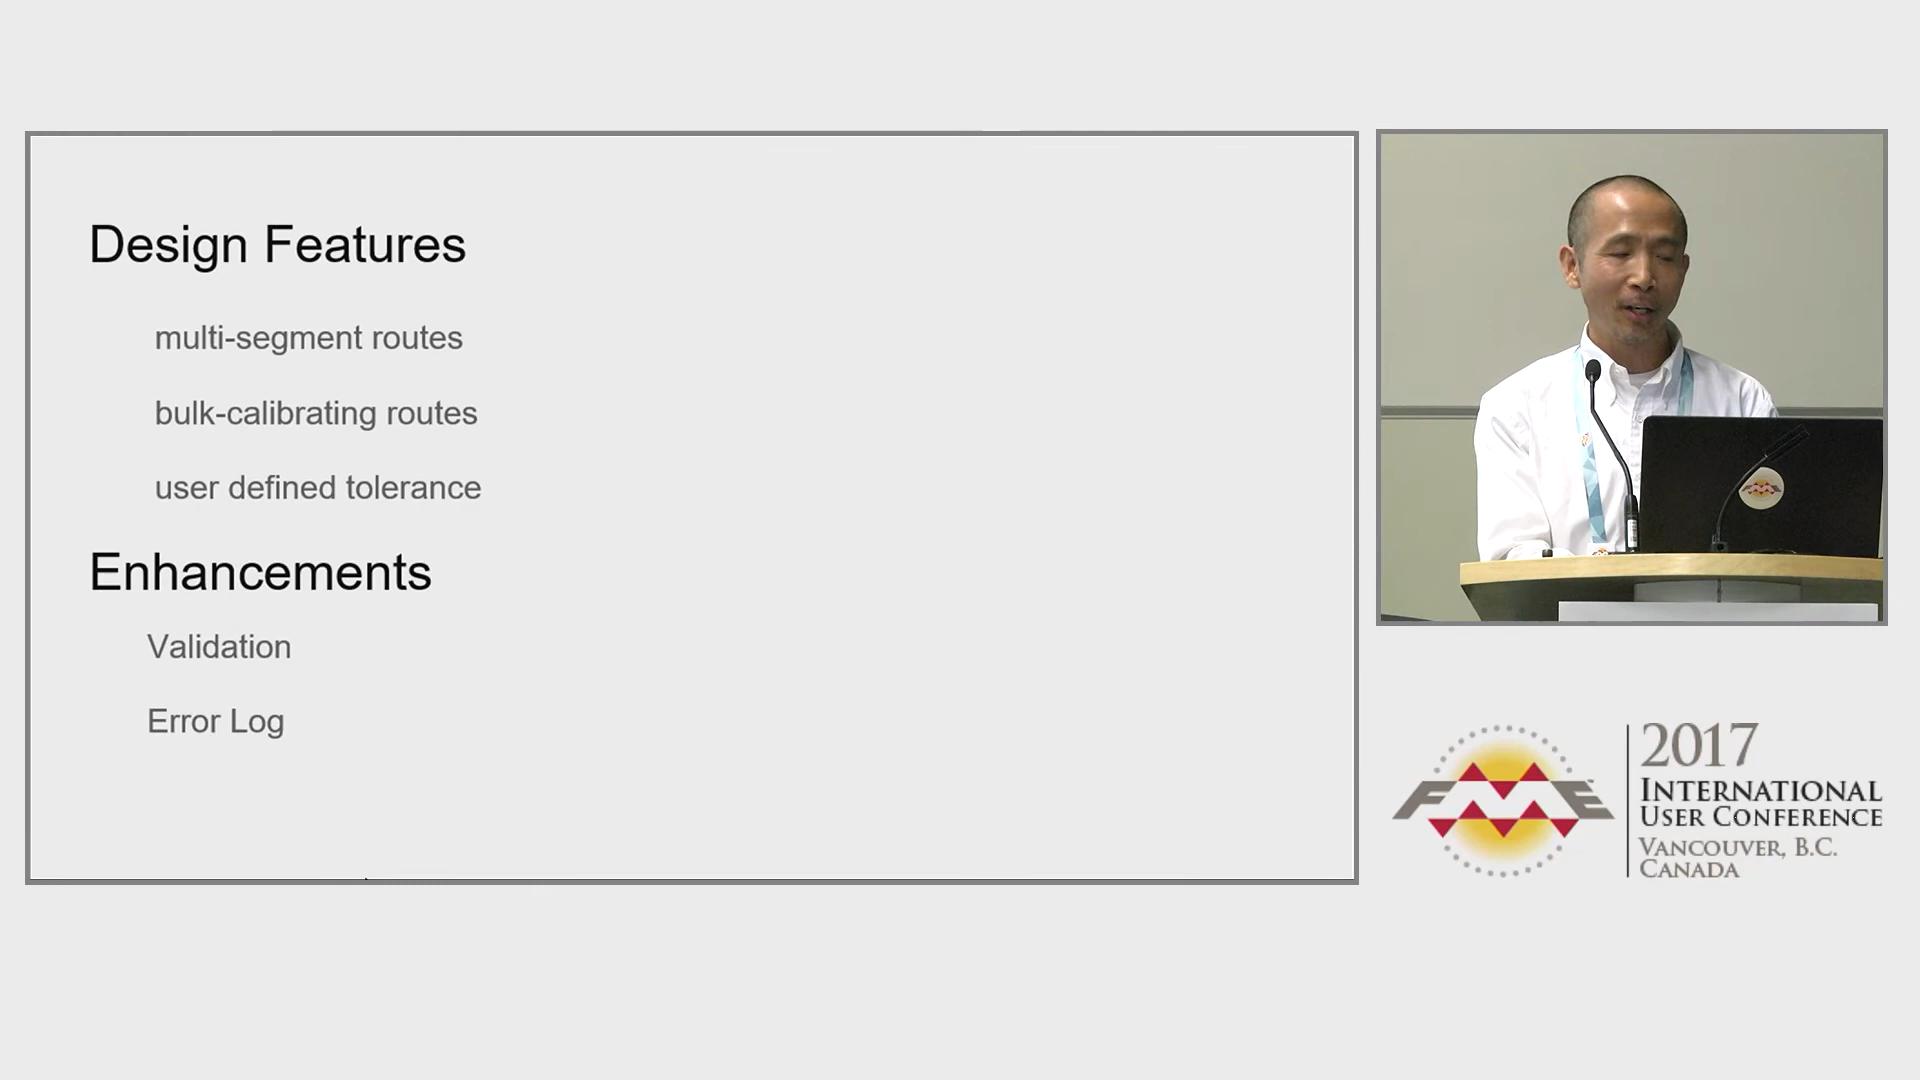 Design Features
multi-segment routes
bulk-calibrating routes
user defined tolerance
Enhancements
Validation
Error Log
FME
2017
INTERNATIONAL
USER CONFERENCE
VANCOUVER, B.C.
CANADA